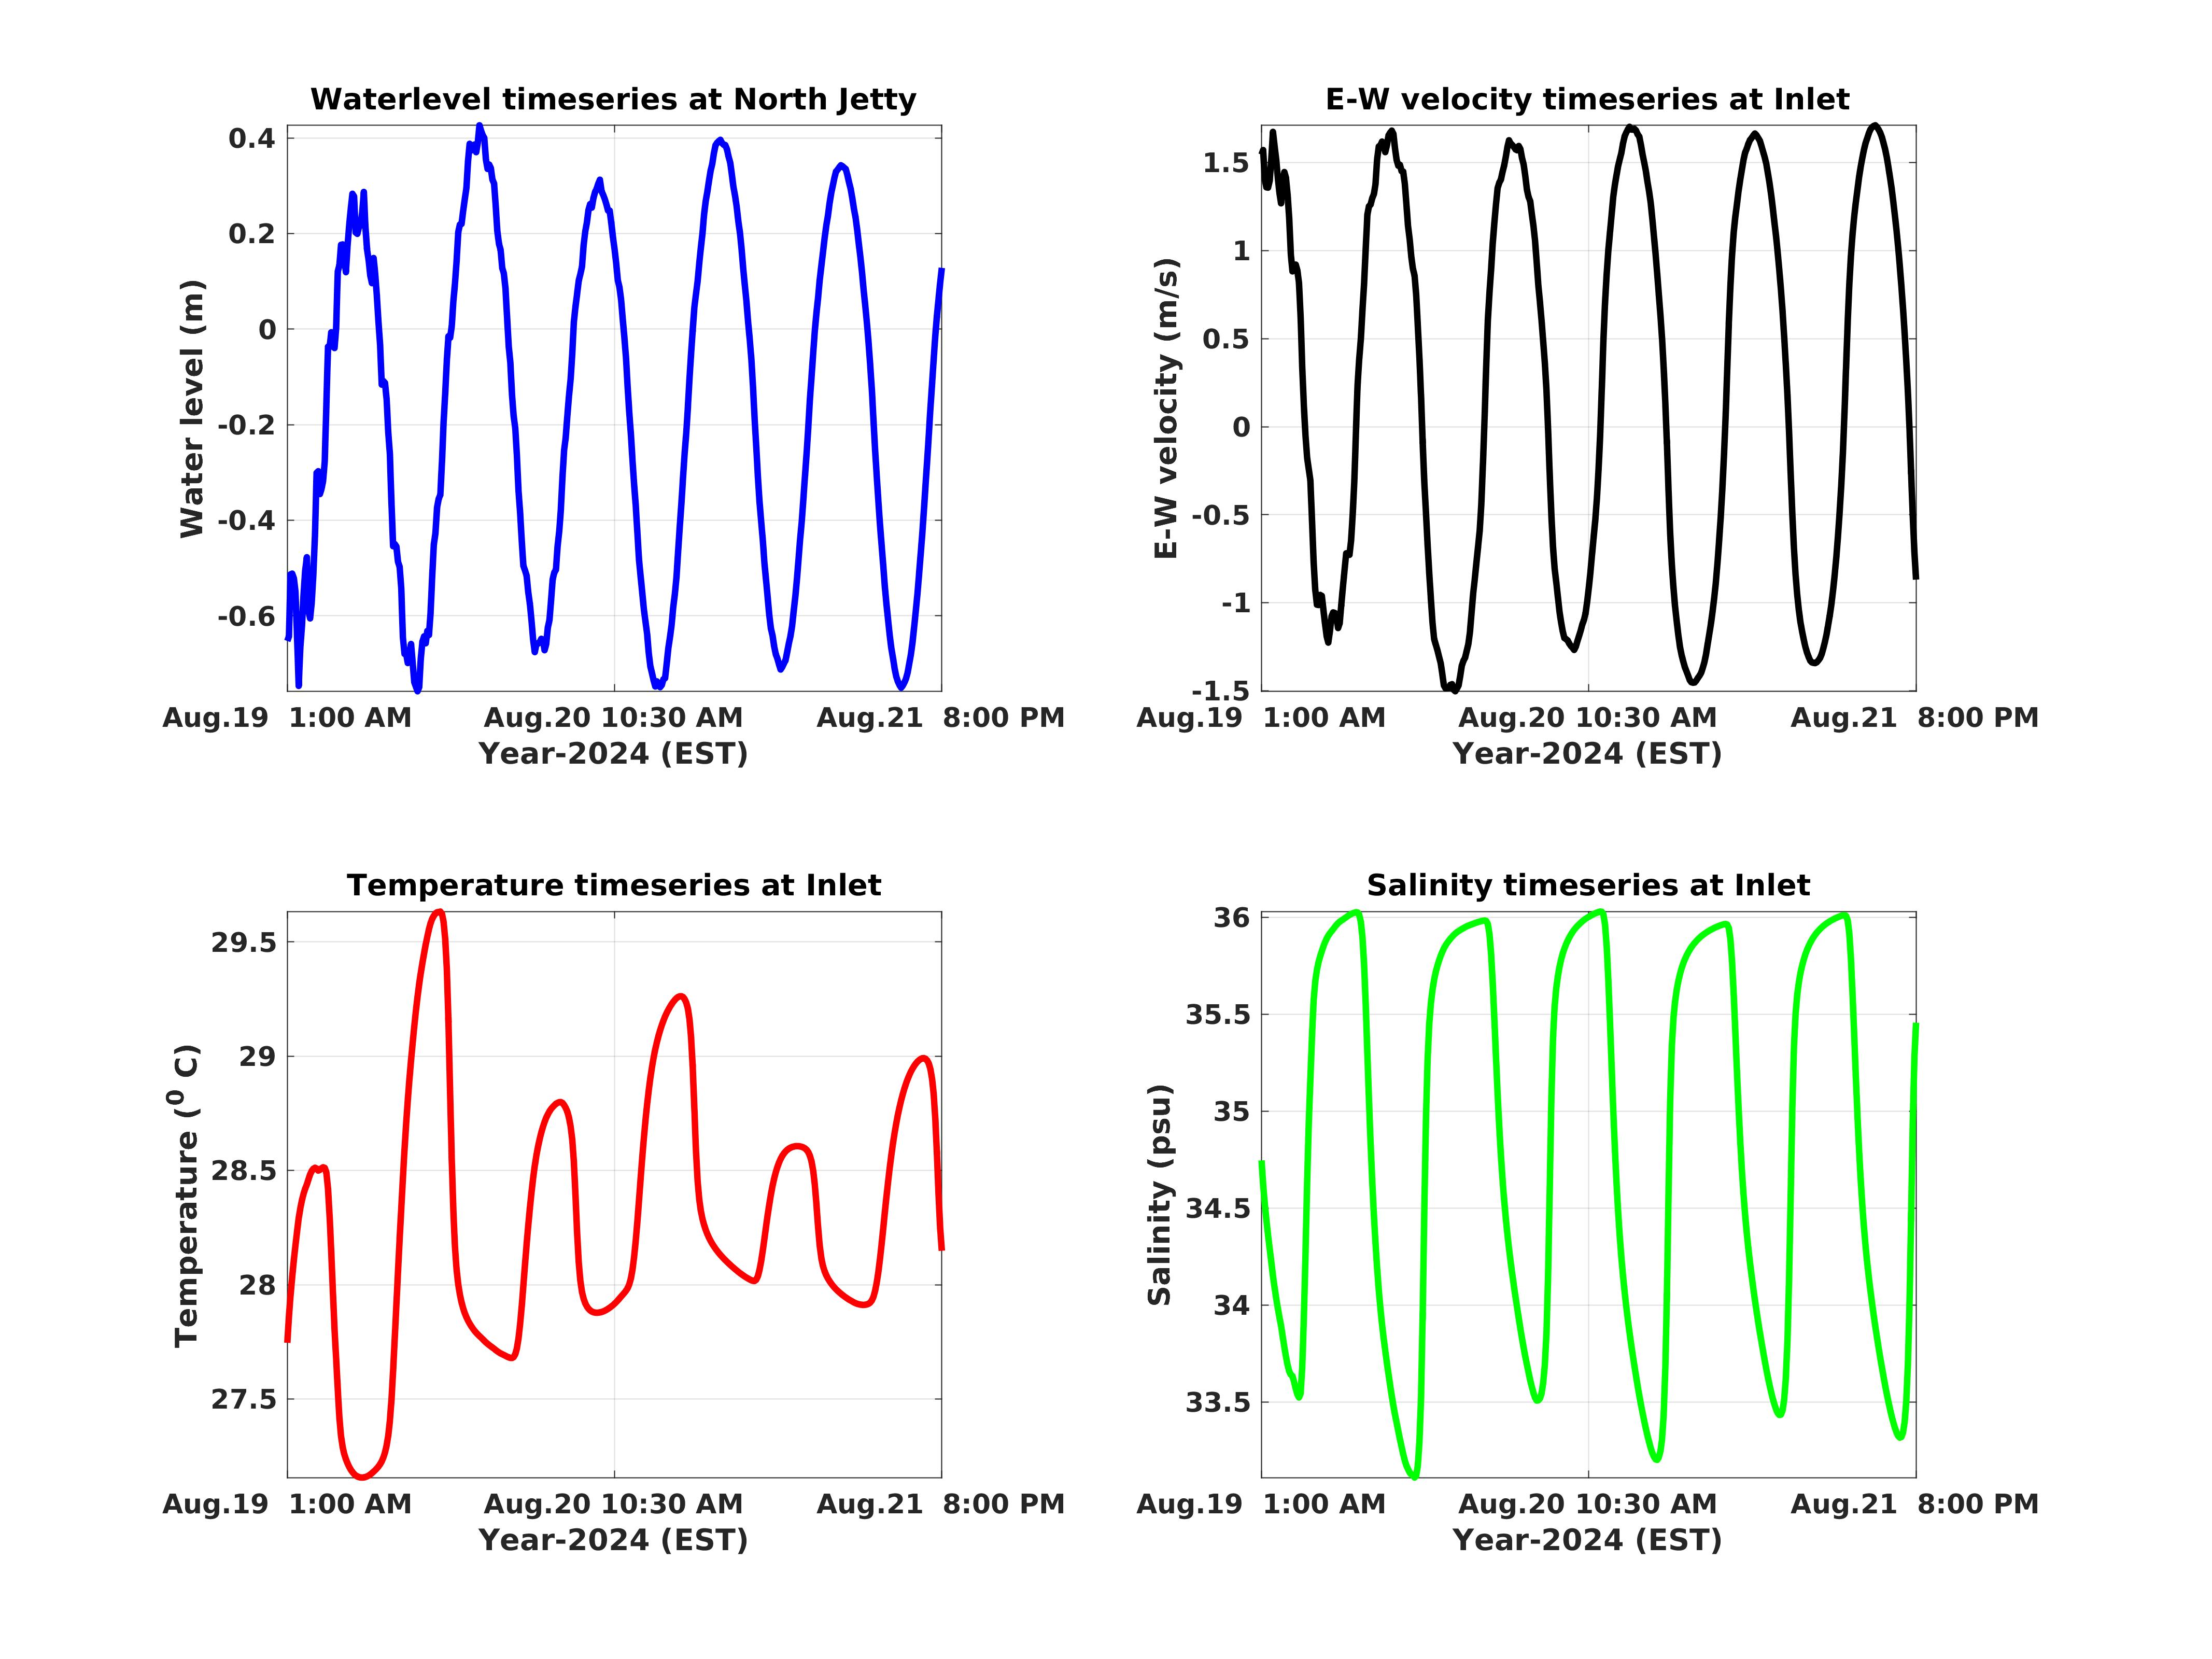 Waterlevel timeseries at North Jetty
0.4
0.2
0
-0.2
-0.4
-0.6
Water level (m)
Aug.19 1:00 AM Aug.20 10:30 AM Aug.21 8:00 PM
Year-2024 (EST)
E-W velocity timeseries at Inlet
1.5
1
0.5
0
-0.5
-1
-1.5
E-W velocity (m/s)
Aug.19 1:00 AM Aug.20 10:30 AM Aug.21 8:00 PM
Year-2024 (EST)
Temperature timeseries at Inlet
29.5
29
28.5
28
27.5
Temperature (⁰ C)
Aug.19 1:00 AM Aug.20 10:30 AM Aug.21 8:00 PM
Year-2024 (EST)
Salinity timeseries at Inlet
36
35.5
35
34.5
34
33.5
Salinity (psu)
Aug.19 1:00 AM Aug.20 10:30 AM Aug.21 8:00 PM
Year-2024 (EST)